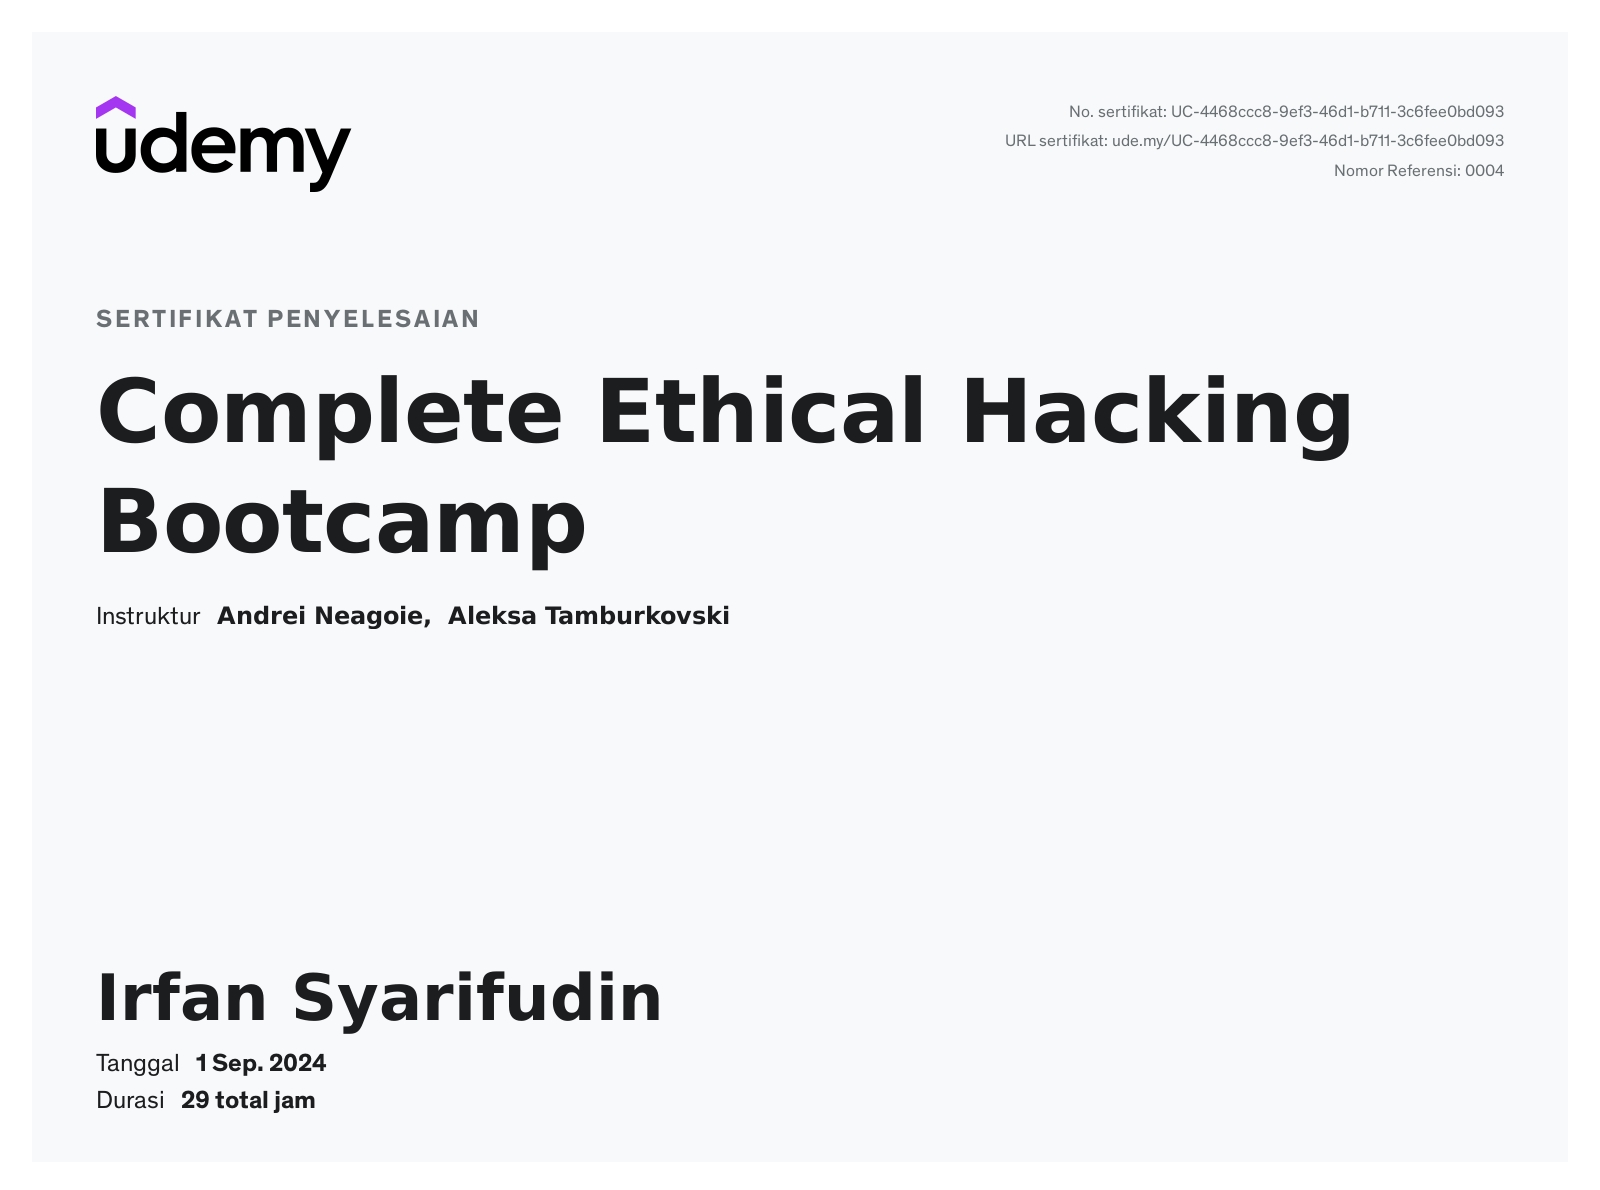 udemy
No. sertifikat: UC-4468ccc8-9ef3-46d1-b711-3c6fee0bd093
URL sertifikat: ude.my/UC-4468ccc8-9ef3-46d1-b711-3c6fee0bd093
Nomor Referensi: 0004
SERTIFIKAT PENYELESAIAN
Complete Ethical Hacking
Bootcamp
Instruktur Andrei Neagoie, Aleksa Tamburkovski
Irfan Syarifudin
Tanggal 1 Sep. 2024
Durasi 29 total jam